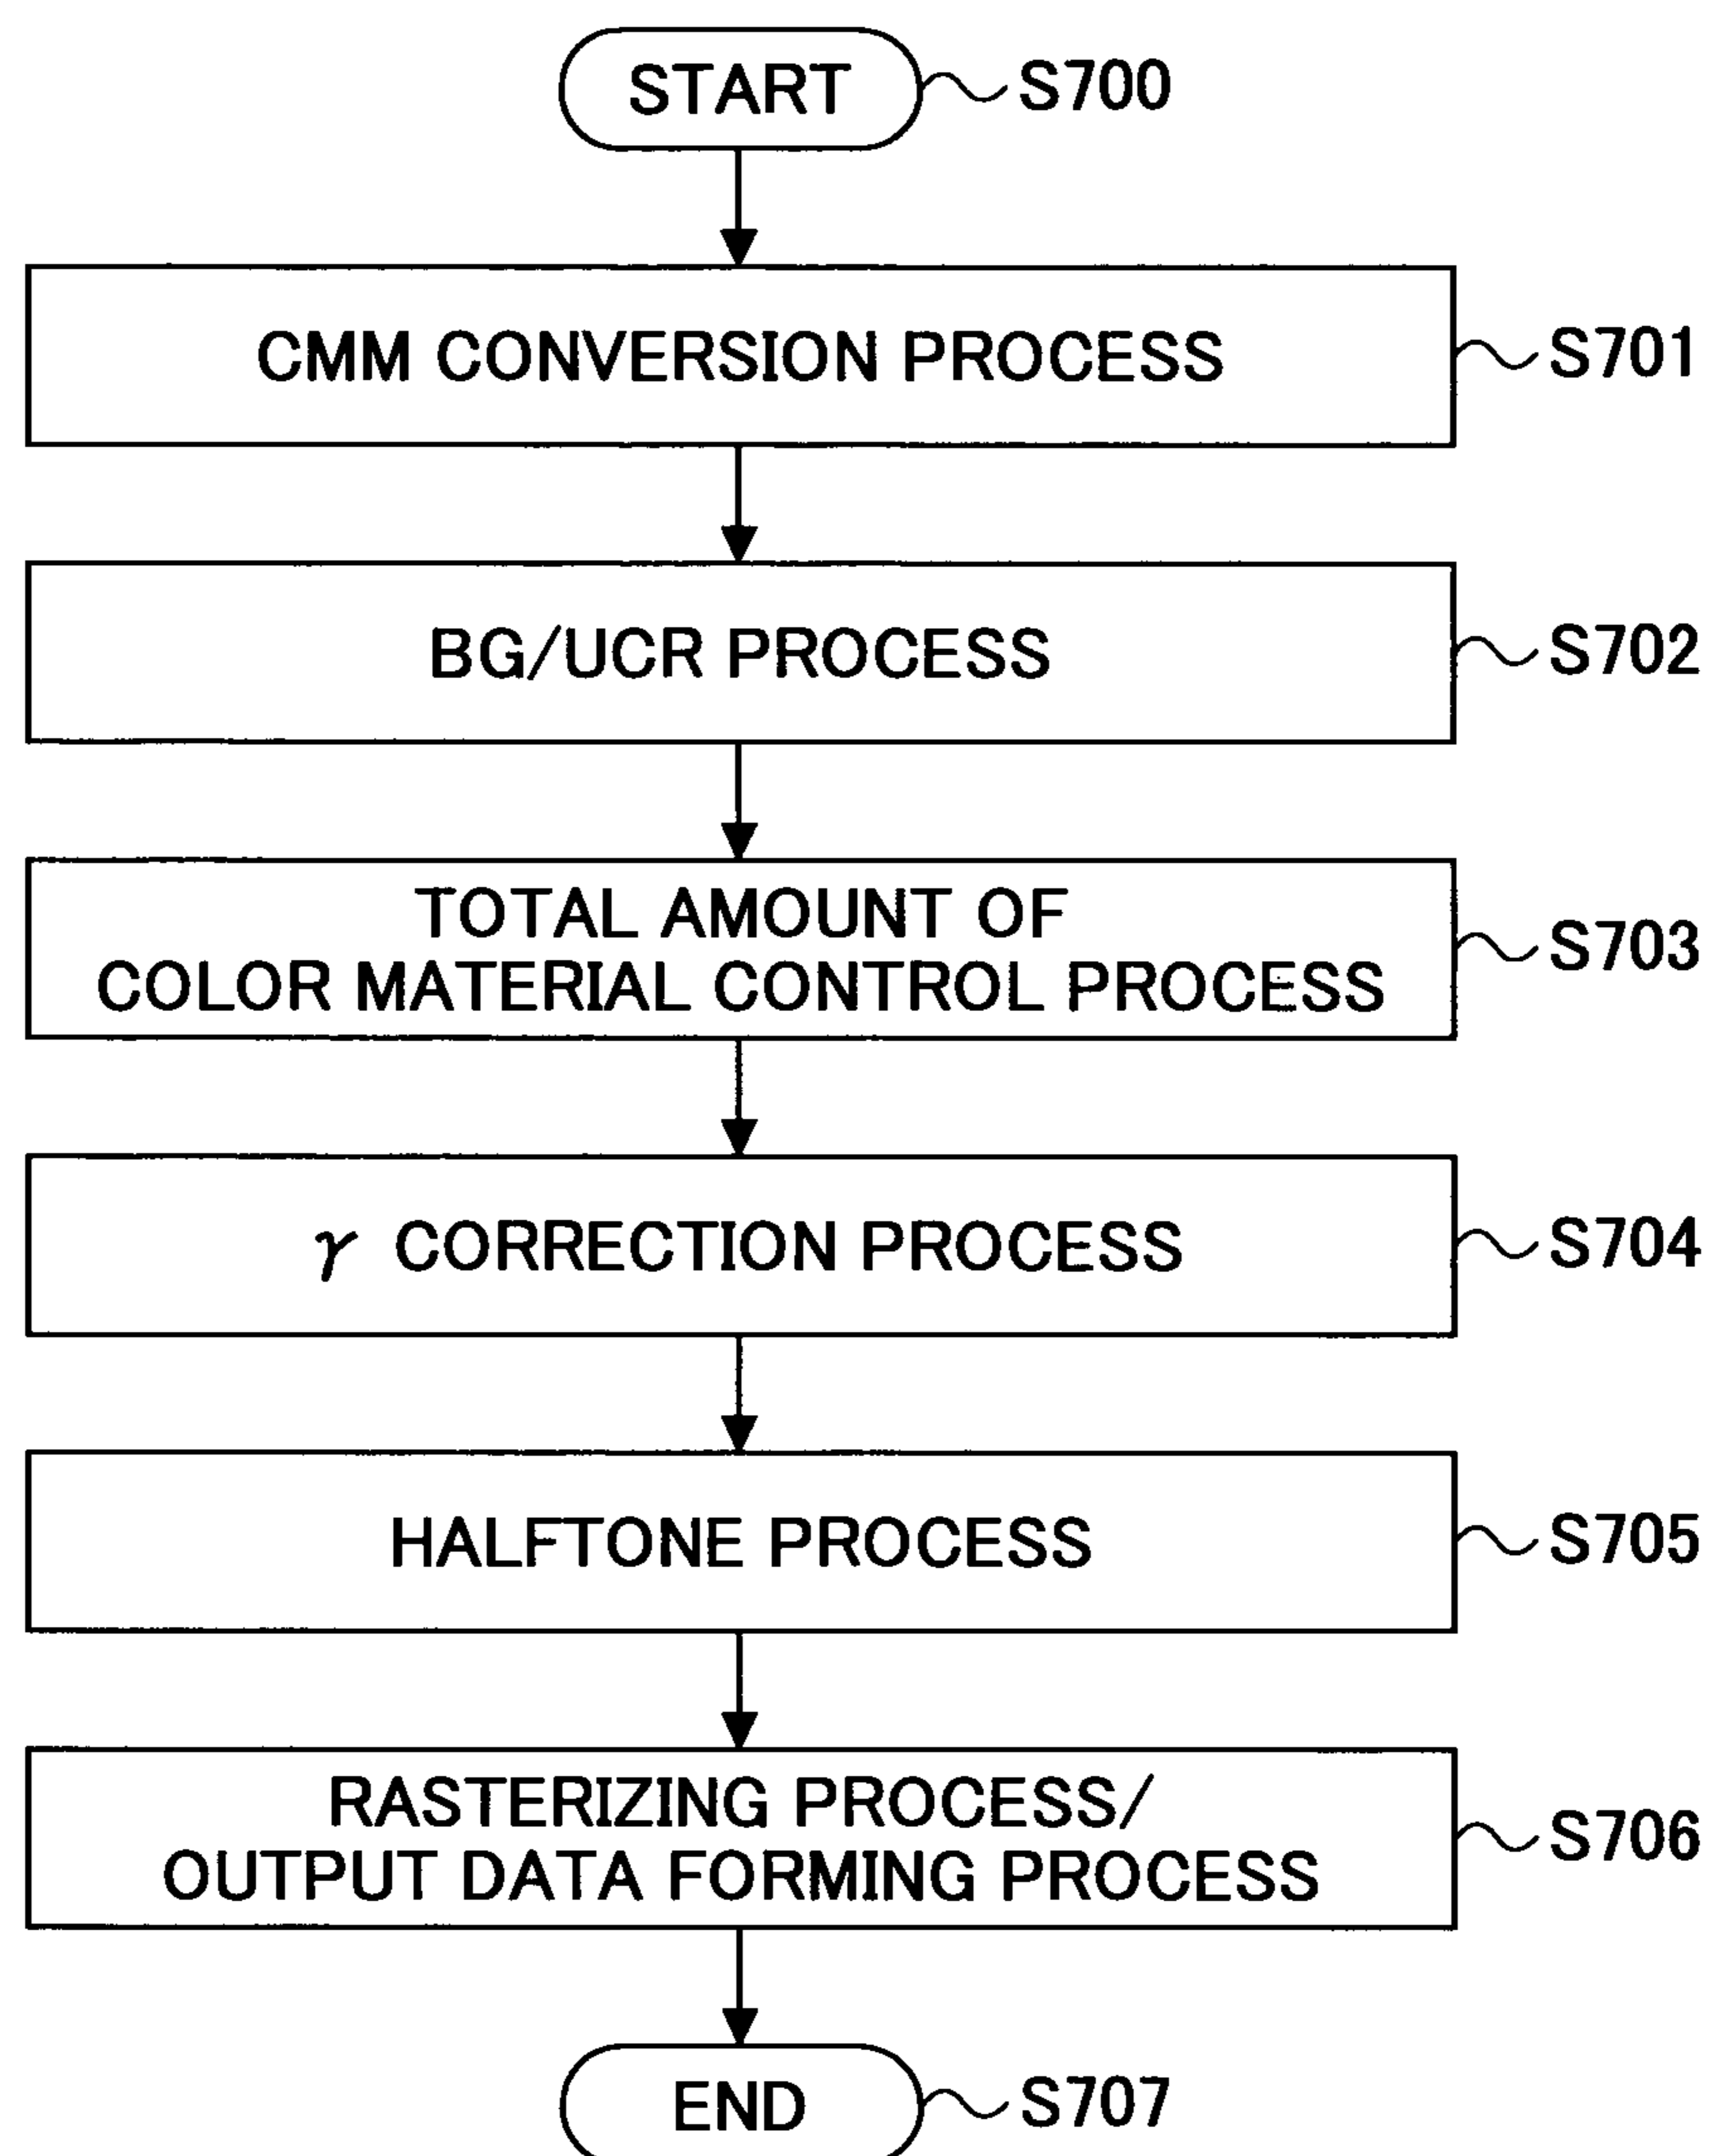 START S700
CMM CONVERSION PROCESS S701
BG/UCR PROCESS S702
TOTAL AMOUNT OF
COLOR MATERIAL CONTROL PROCESS S703
γ CORRECTION PROCESS S704
HALFTONE PROCESS S705
RASTERIZING PROCESS/
OUTPUT DATA FORMING PROCESS S706
END S707